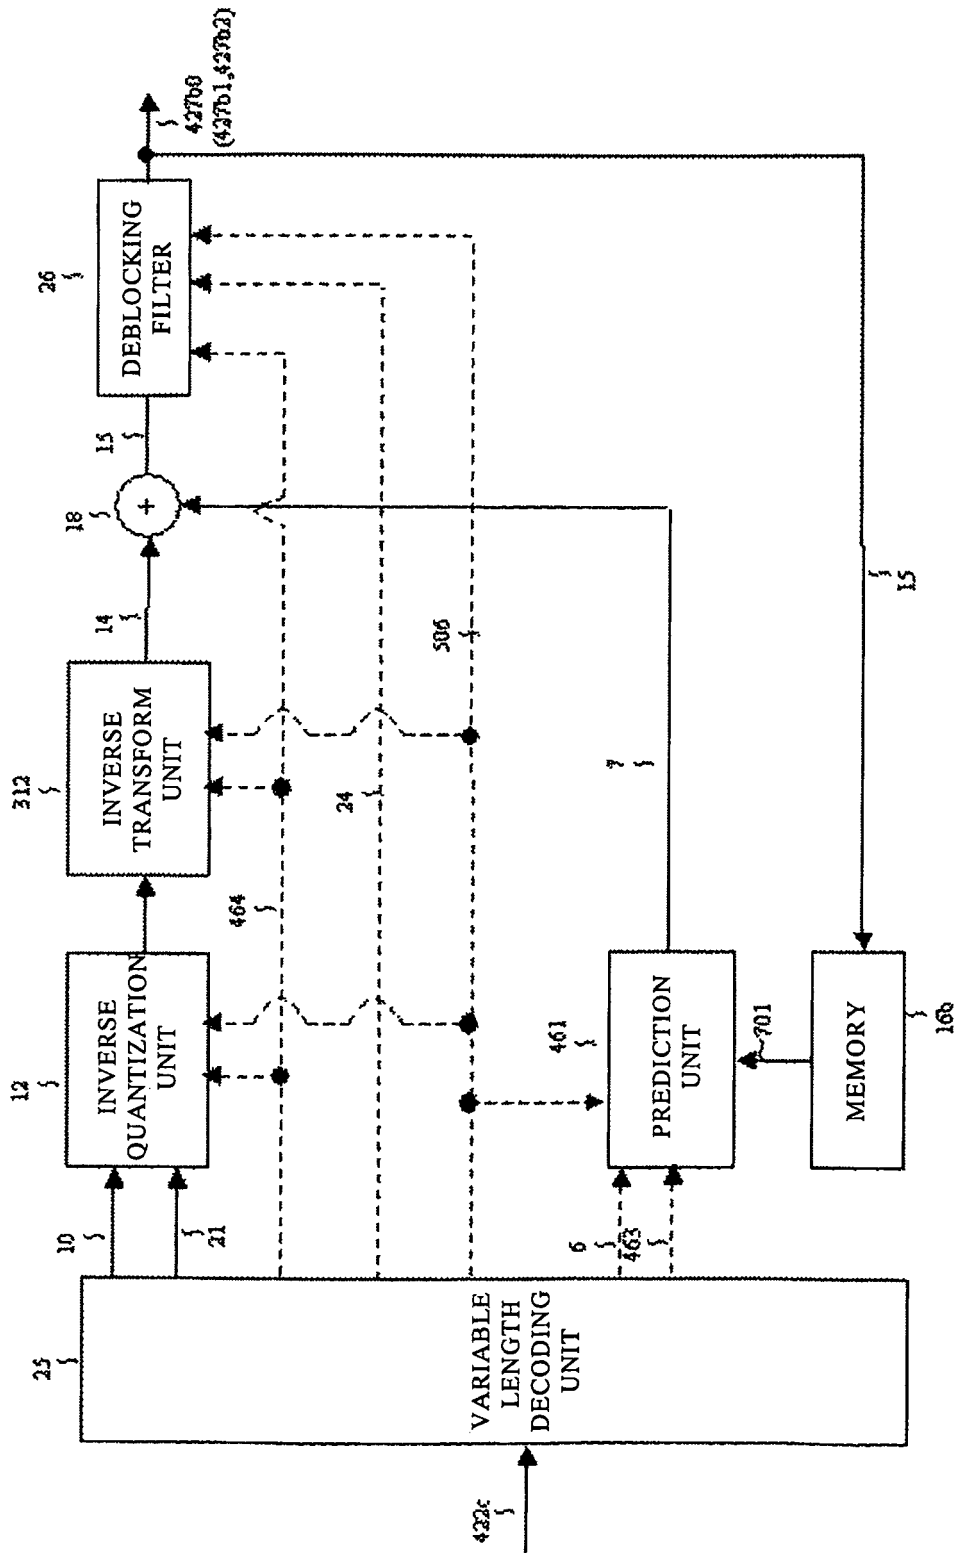 422c
25
VARIABLE
LENGTH
DECODING
UNIT
10
21
6
463
12
INVERSE
QUANTIZATION
UNIT
464
461
PREDICTION
UNIT
701
MEMORY
16b
312
INVERSE
TRANSFORM
UNIT
24
506
7
14
18
+
15
15
26
DEBLOCKING
FILTER
427b0
(427b1,427b2)